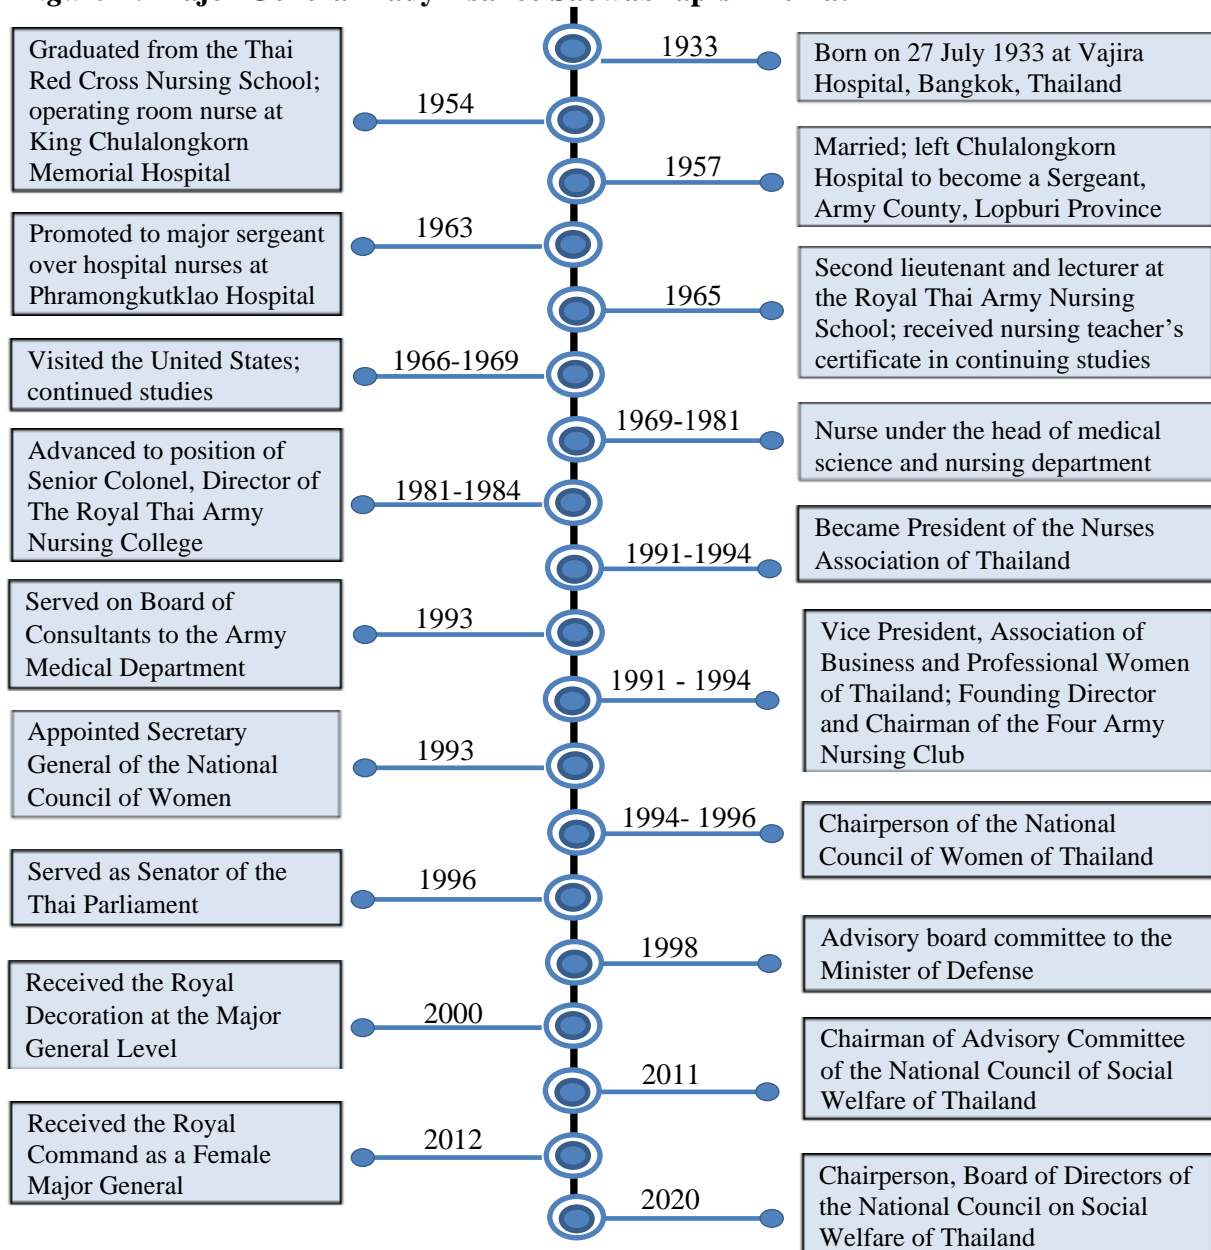 1933
Born on 27 July 1933 at Vajira
Hospital, Bangkok, Thailand
Graduated from the Thai
Red Cross Nursing School;
operating room nurse at
King Chulalongkorn
Memorial Hospital
1954
1957
Married; left Chulalongkorn
Hospital to become a Sergeant,
Army County, Lopburi Province
Promoted to major sergeant
over hospital nurses at
Phramongkutklao Hospital
1963
1965
Second lieutenant and lecturer at
the Royal Thai Army Nursing
School; received nursing teacher’s
certificate in continuing studies
Visited the United States;
continued studies
1966-1969
1969-1981
Nurse under the head of medical
science and nursing department
Advanced to position of
Senior Colonel, Director of
The Royal Thai Army
Nursing College
1981-1984
1991-1994
Became President of the Nurses
Association of Thailand
Served on Board of
Consultants to the Army
Medical Department
1993
1991 - 1994
Vice President, Association of
Business and Professional Women
of Thailand; Founding Director
and Chairman of the Four Army
Nursing Club
Appointed Secretary
General of the National
Council of Women
1993
1994- 1996
Chairperson of the National
Council of Women of Thailand
Served as Senator of the
Thai Parliament
1996
1998
Advisory board committee to the
Minister of Defense
Received the Royal
Decoration at the Major
General Level
2000
2011
Chairman of Advisory Committee
of the National Council of Social
Welfare of Thailand
Received the Royal
Command as a Female
Major General
2012
2020
Chairperson, Board of Directors of
the National Council on Social
Welfare of Thailand